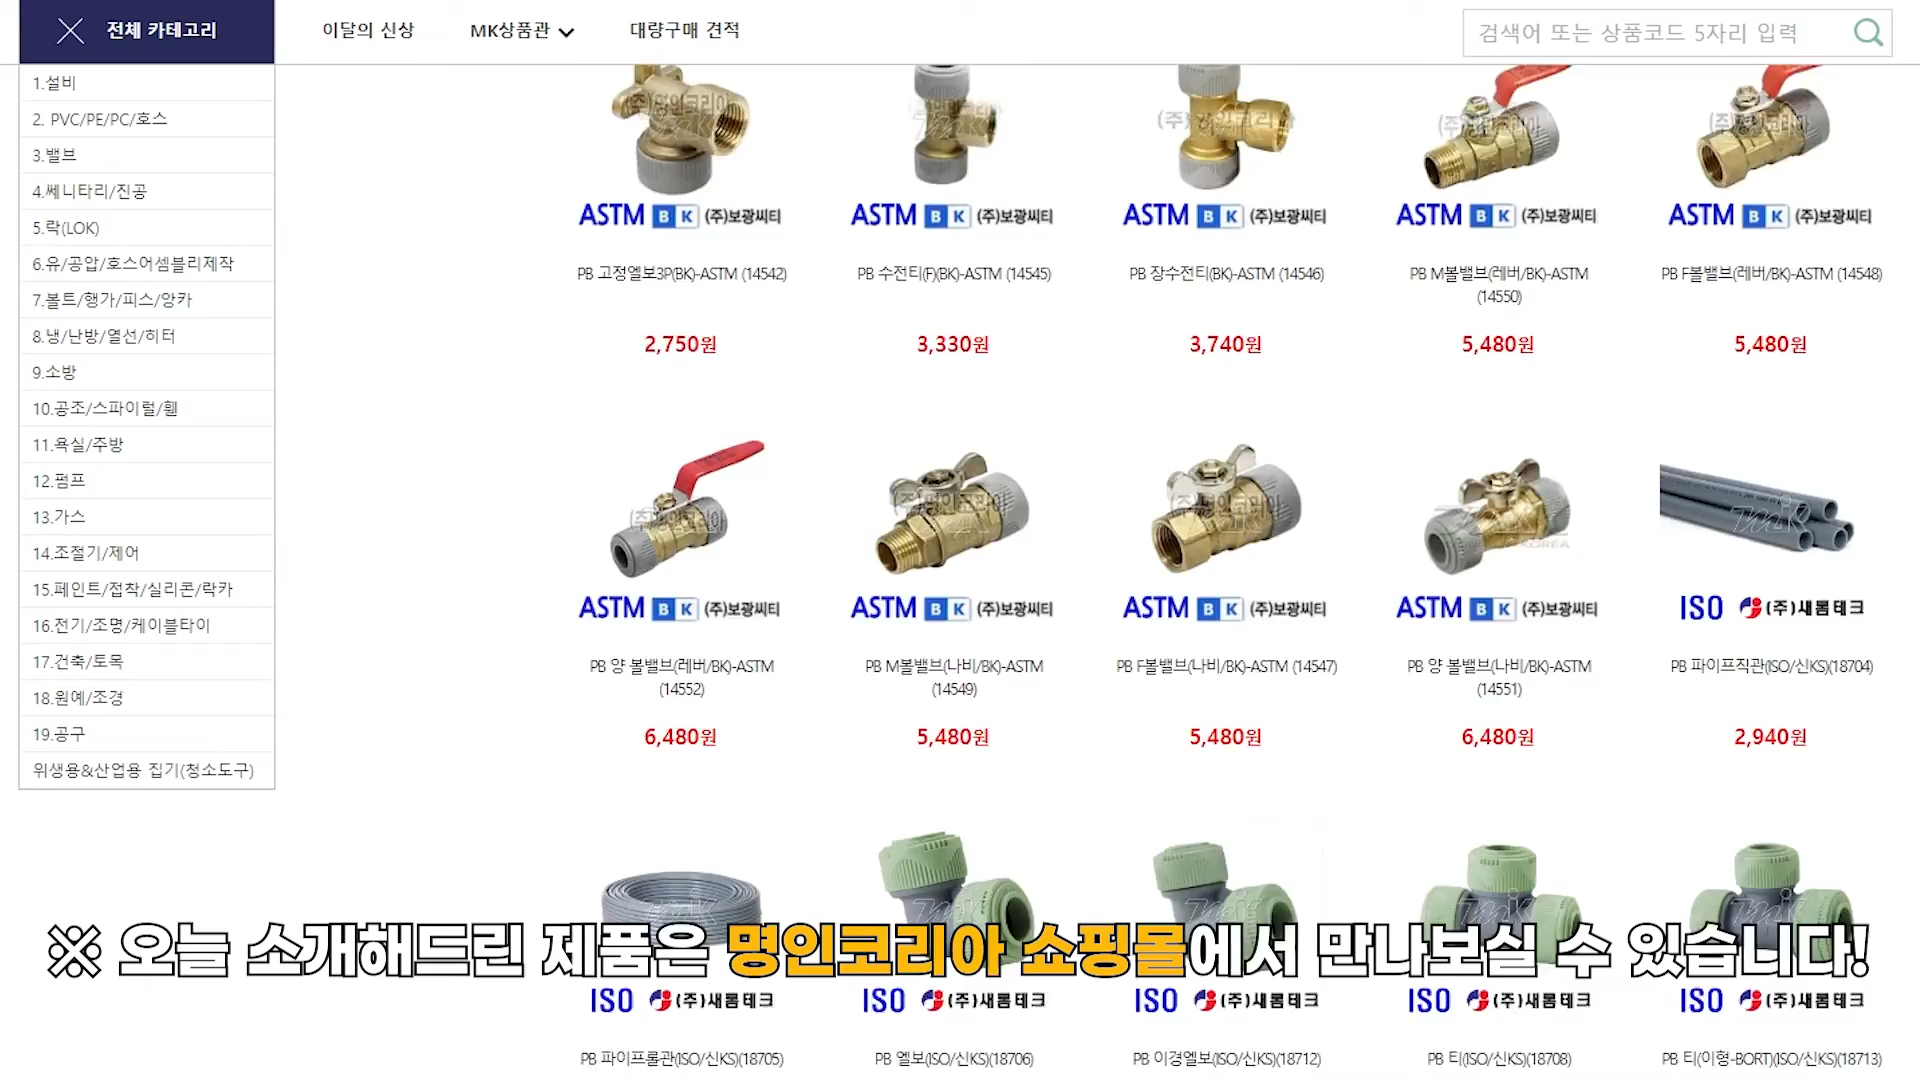 전체 카테고리
이달의 신상
MK상품관
대량구매 견적
검색어 또는 상품코드 5자리 입력
1.설비
2. PVC/PE/PC/호스
3.밸브
4.쎄니타리/진공
5.락(LOK)
6.유/공압/호스어셈블리제작
7.볼트/행가/피스/앙카
8.냉/난방/열선/히터
9.소방
10.공조/스파이럴/휀
11.욕실/주방
12.펌프
13.가스
14.조절기/제어
15.페인트/접착/실리콘/락카
16.전기/조명/케이블타이
17.건축/토목
18.원예/조경
19.공구
위생용&산업용 집기(청소도구)
ASTM BK (주)보광씨티
ASTM BK (주)보광씨티
ASTM BK (주)보광씨티
ASTM BK (주)보광씨티
ASTM BK (주)보광씨티
PB 고정엘보3P(BK)-ASTM (14542)
PB 수전티(F)(BK)-ASTM (14545)
PB 장수전티(BK)-ASTM (14546)
PB M볼밸브(레버/BK)-ASTM
(14550)
PB F볼밸브(레버/BK)-ASTM (14548)
2,750원
3,330원
3,740원
5,480원
5,480원
ASTM BK (주)보광씨티
ASTM BK (주)보광씨티
ASTM BK (주)보광씨티
ASTM BK (주)보광씨티
ISO (주)새롬테크
PB 양 볼밸브(레버/BK)-ASTM
(14552)
PB M볼밸브(나비/BK)-ASTM
(14549)
PB F볼밸브(나비/BK)-ASTM (14547)
PB 양 볼밸브(나비/BK)-ASTM
(14551)
PB 파이프직관(ISO/신KS)(18704)
6,480원
5,480원
5,480원
6,480원
2,940원
※ 오늘 소개해드린 제품은 명인코리아 쇼핑몰에서 만나보실 수 있습니다!
ISO (주)새롬테크
ISO (주)새롬테크
ISO (주)새롬테크
ISO (주)새롬테크
ISO (주)새롬테크
PB 파이프롤관(ISO/신KS)(18705)
PB 엘보(ISO/신KS)(18706)
PB 이경엘보(ISO/신KS)(18712)
PB 티(ISO/신KS)(18708)
PB 티(이형-BORT)(ISO/신KS)(18713)